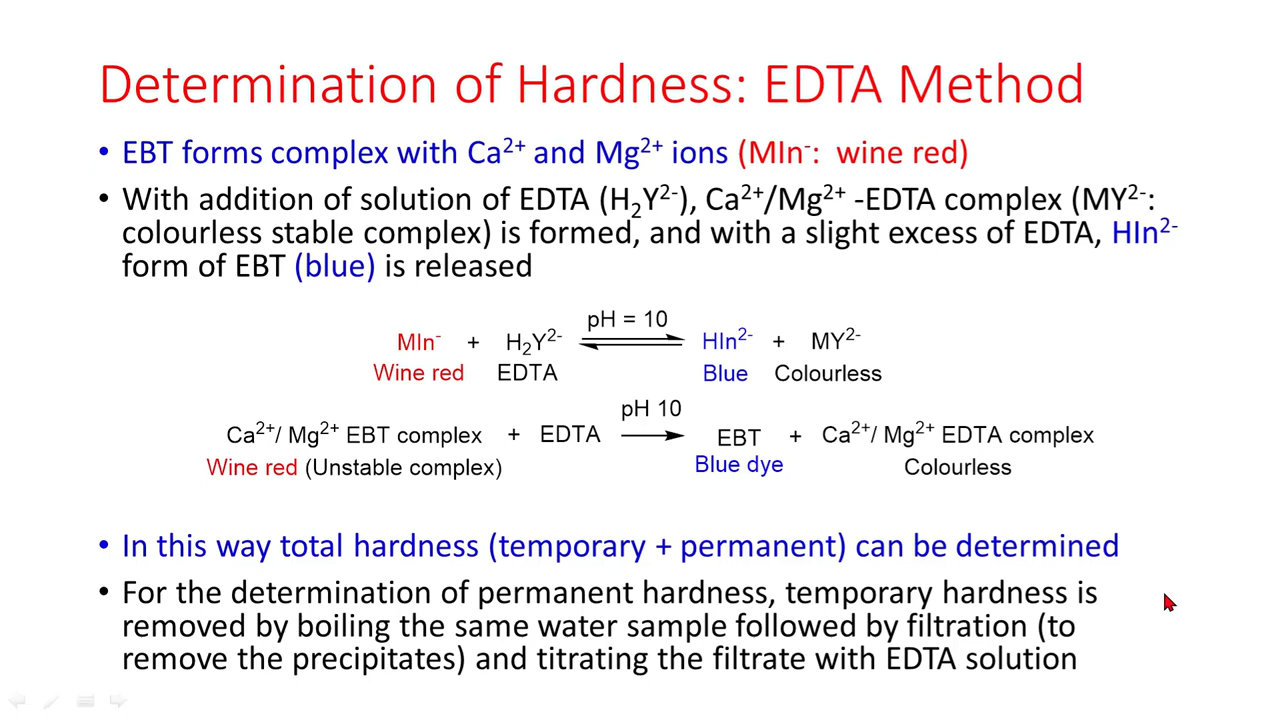 Determination of Hardness: EDTA Method
• EBT forms complex with Ca²⁺ and Mg²⁺ ions (MIn⁻: wine red)
• With addition of solution of EDTA (H₂Y²⁻), Ca²⁺/Mg²⁺ -EDTA complex (MY²⁻:
colourless stable complex) is formed, and with a slight excess of EDTA, HIn²⁻
form of EBT (blue) is released
pH = 10
MIn⁻ + H₂Y²⁻ ⇌ HIn²⁻ + MY²⁻
Wine red EDTA Blue Colourless
pH 10
Ca²⁺/ Mg²⁺ EBT complex + EDTA → EBT + Ca²⁺/ Mg²⁺ EDTA complex
Wine red (Unstable complex) Blue dye Colourless
• In this way total hardness (temporary + permanent) can be determined
• For the determination of permanent hardness, temporary hardness is
removed by boiling the same water sample followed by filtration (to
remove the precipitates) and titrating the filtrate with EDTA solution